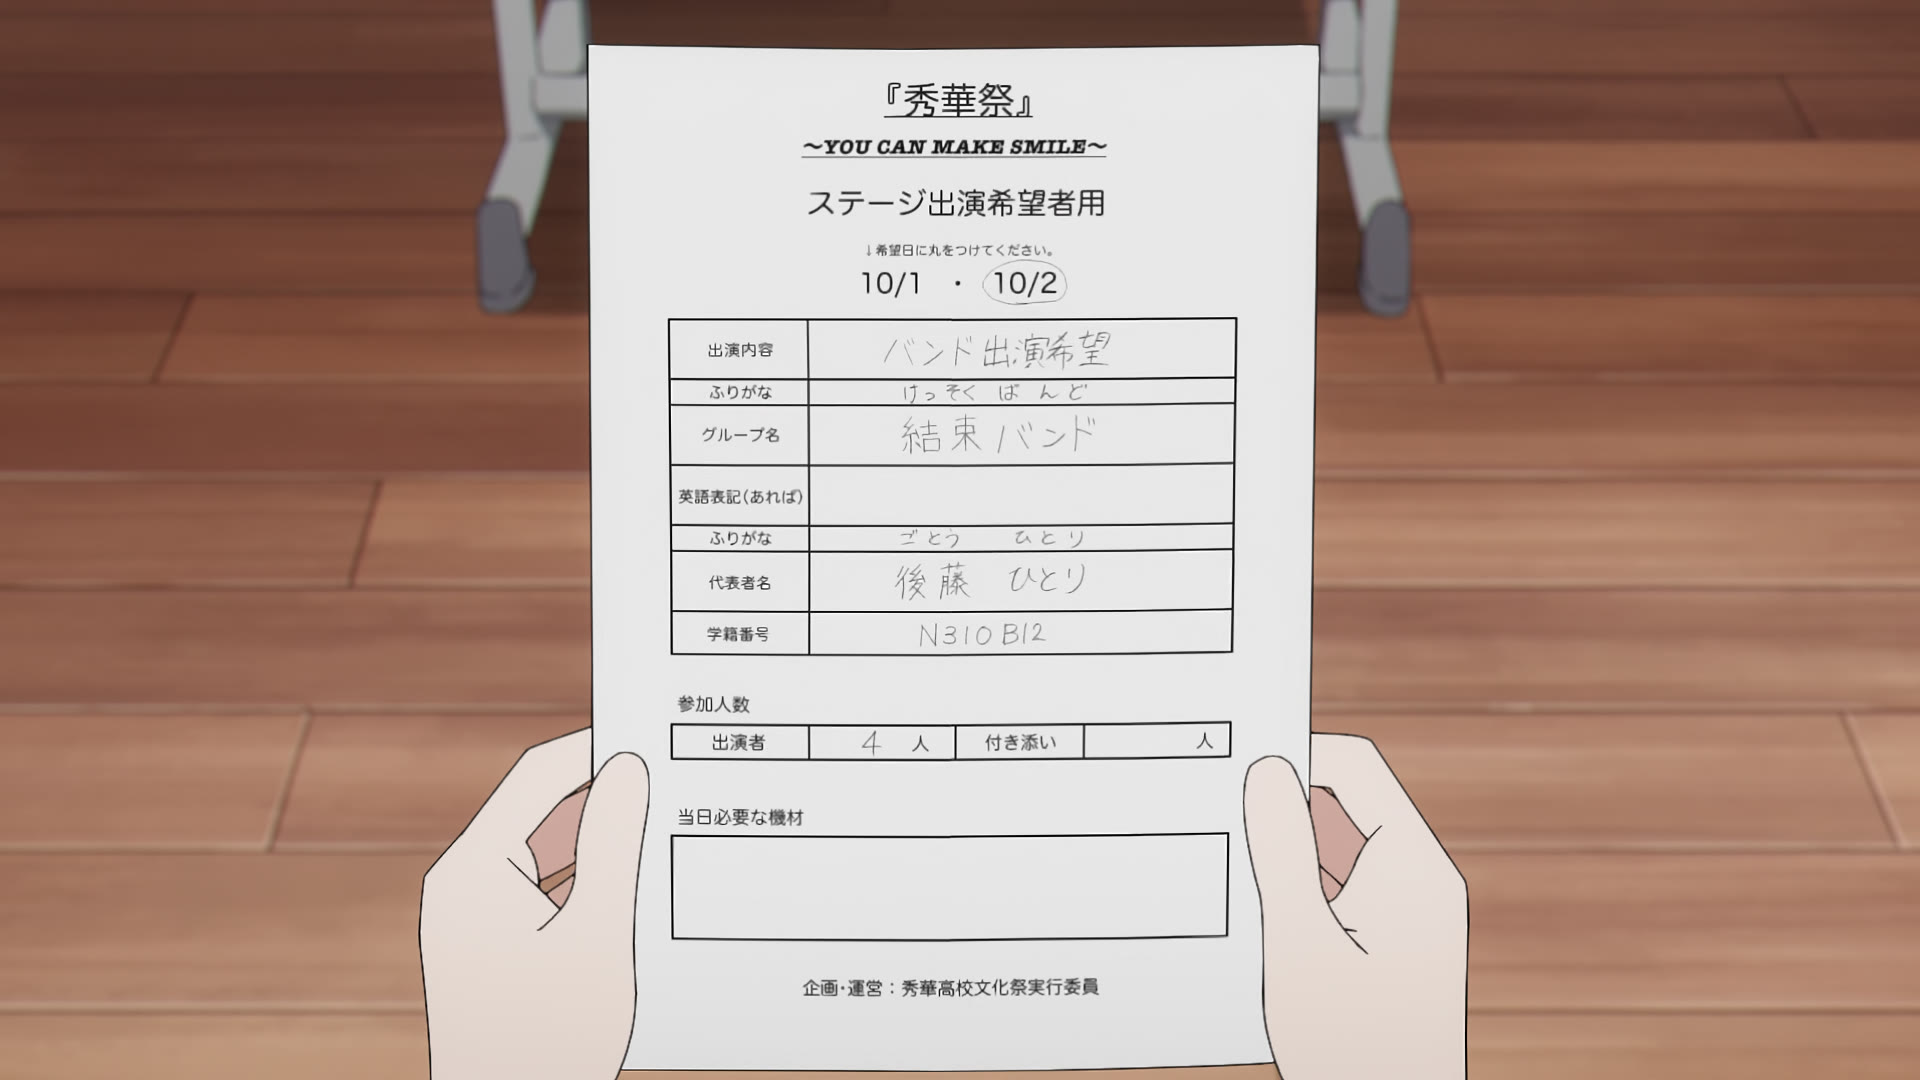 『秀華祭』
～YOU CAN MAKE SMILE～
ステージ出演希望者用
↓希望日に丸をつけてください。
10/1 ・ 10/2
出演内容 バンド出演希望
ふりがな けっそく ばんど
グループ名 結束バンド
英語表記(あれば)
ふりがな ごとう ひとり
代表者名 後藤 ひとり
学籍番号 N310B12
参加人数
出演者 4 人 付き添い 人
当日必要な機材
企画・運営：秀華高校文化祭実行委員